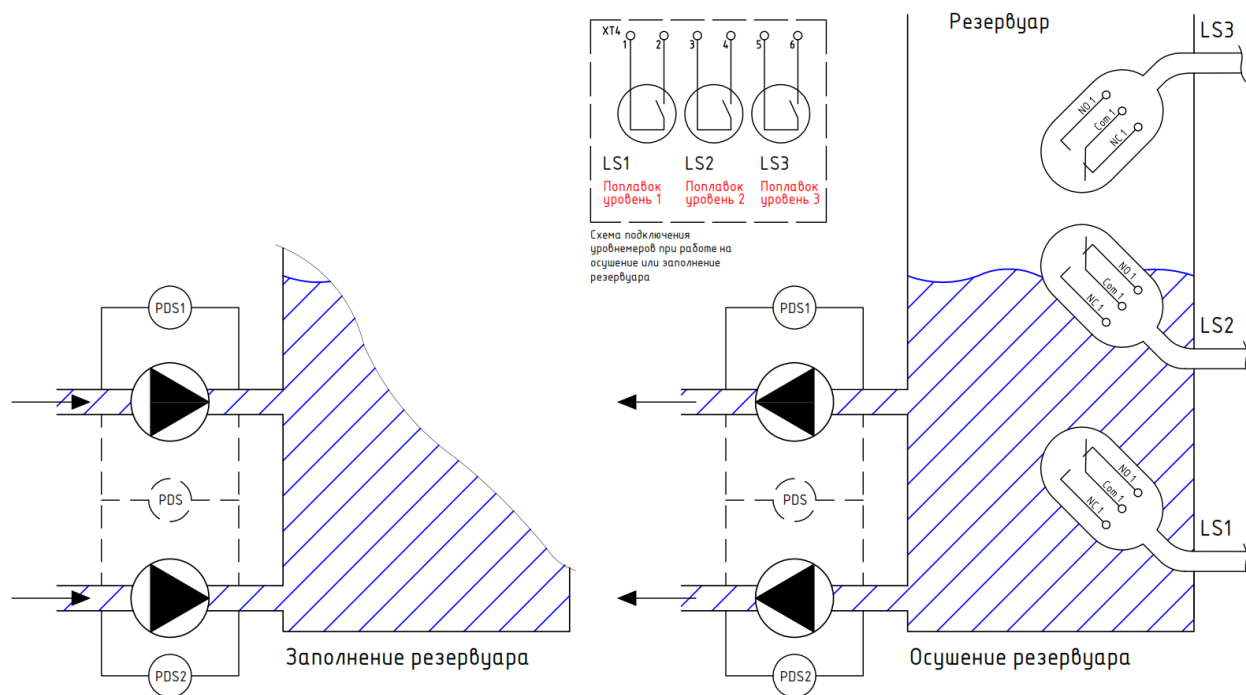 Резервуар
XT4
1 2 3 4 5 6
LS1 LS2 LS3
Поплавок
уровень 1
Поплавок
уровень 2
Поплавок
уровень 3
Схема подключения
уровнемеров при работе на
осушение или заполнение
резервуара
LS3
NO 1
Com 1
NC 1
LS2
NO 1
Com 1
NC 1
LS1
NO 1
Com 1
NC 1
PDS1
PDS
PDS2
Заполнение резервуара
PDS1
PDS
PDS2
Осушение резервуара